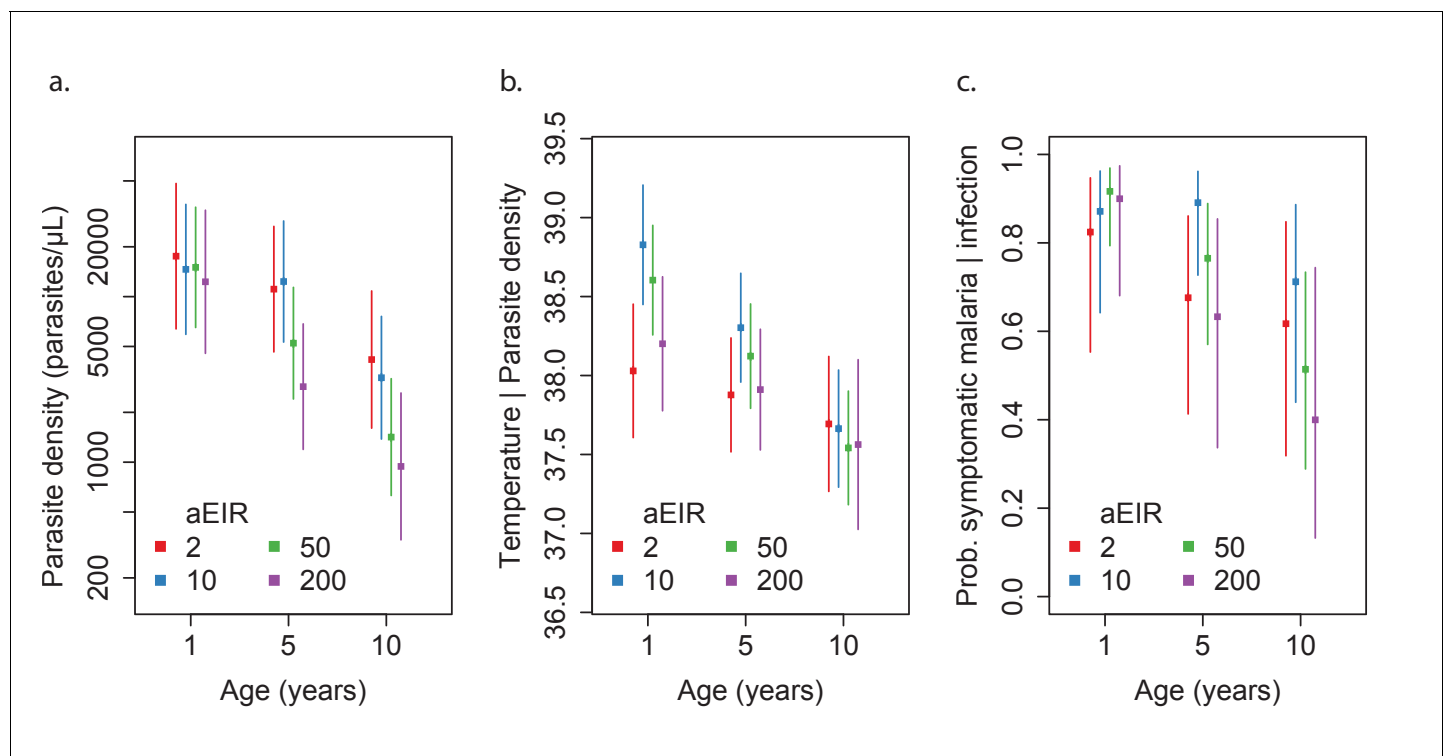 a.
Parasite density (parasites/µL)
20000
5000
1000
200
aEIR
2 50
10 200
1 5 10
Age (years)
b.
Temperature | Parasite density
39.5
39.0
38.5
38.0
37.5
37.0
36.5
aEIR
2 50
10 200
1 5 10
Age (years)
c.
Prob. symptomatic malaria | infection
1.0
0.8
0.6
0.4
0.2
0.0
aEIR
2 50
10 200
1 5 10
Age (years)